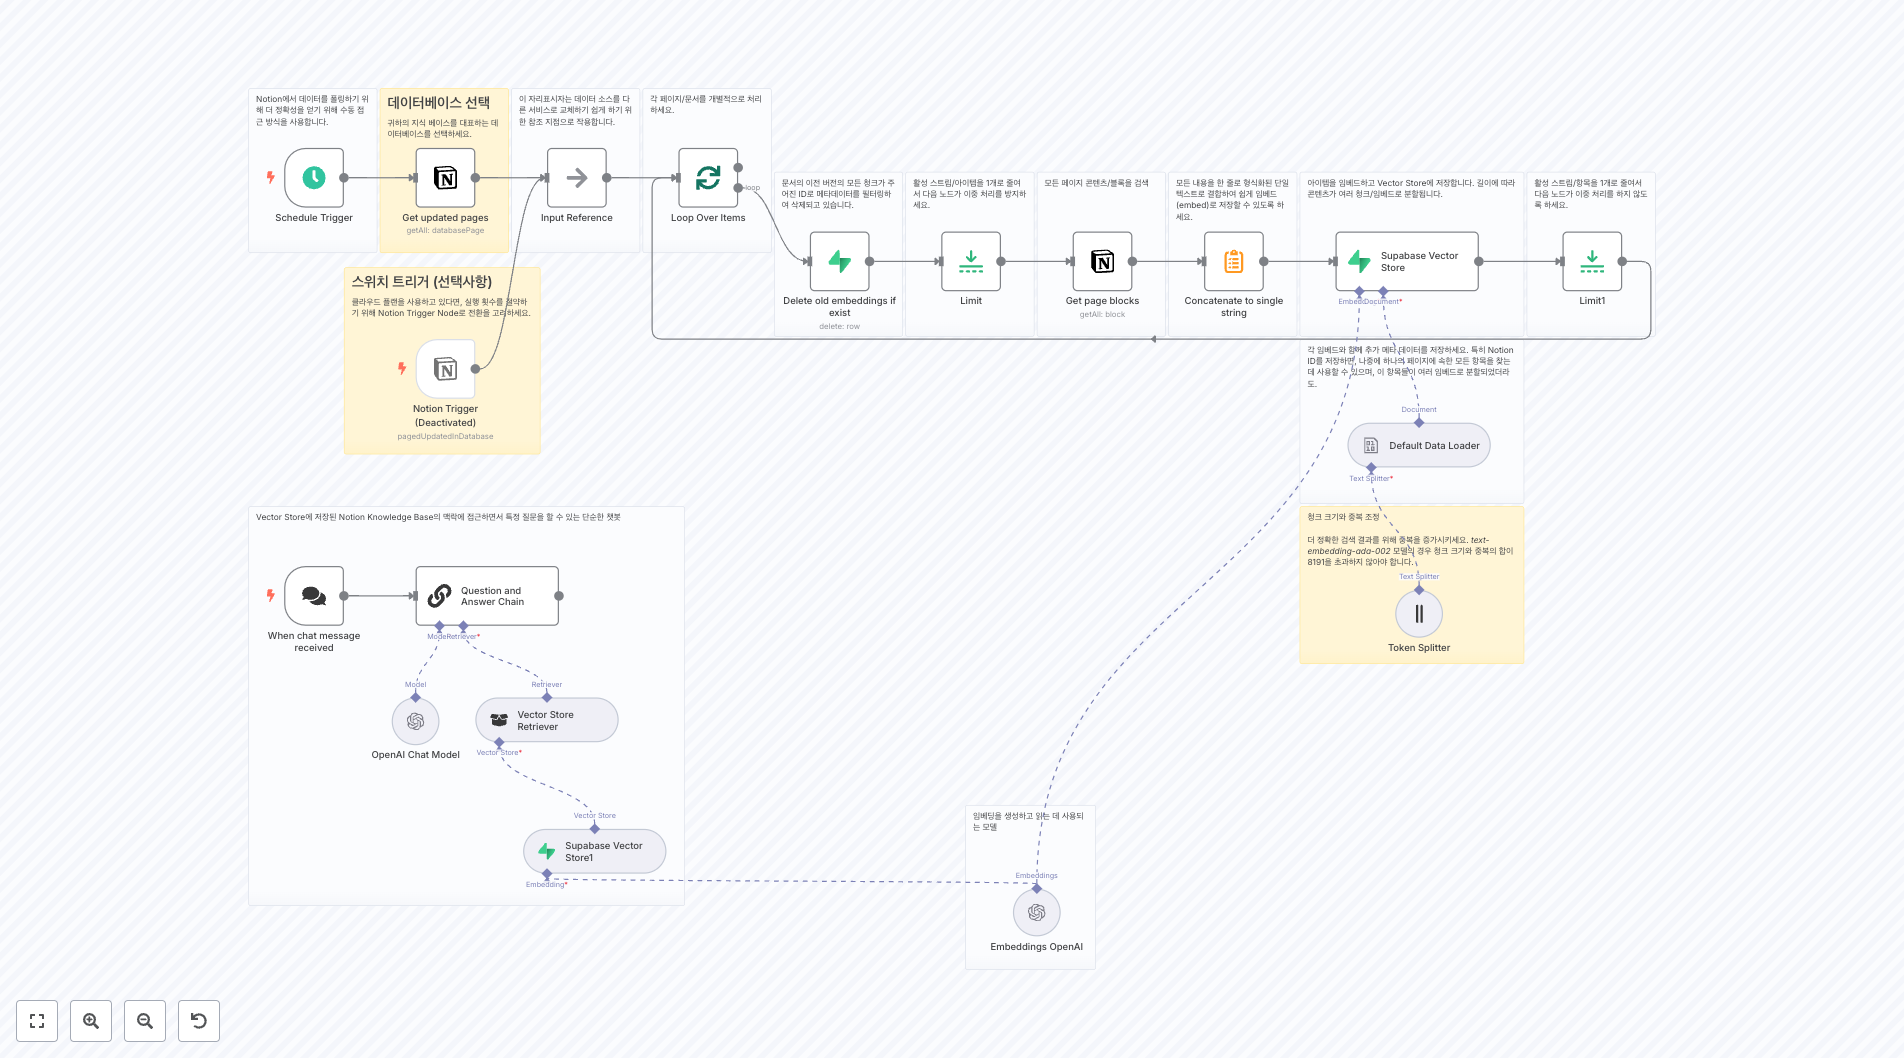 Notion에서 데이터를 폴링하기 위
해 더 정확성을 얻기 위해 수동 접
근 방식을 사용합니다.
Schedule Trigger
데이터베이스 선택
귀하의 지식 베이스를 대표하는 데
이터베이스를 선택하세요.
Get updated pages
getAll: databasePage
이 자리표시자는 데이터 소스를 다
른 서비스로 교체하기 쉽게 하기 위
한 참조 지점으로 작용합니다.
Input Reference
각 페이지/문서를 개별적으로 처리
하세요.
loop
Loop Over Items
스위치 트리거 (선택사항)
클라우드 플랜을 사용하고 있다면, 실행 횟수를 절약하
기 위해 Notion Trigger Node로 전환을 고려하세요.
Notion Trigger
(Deactivated)
pagedUpdatedInDatabase
문서의 이전 버전의 모든 청크가 주
어진 ID로 메타데이터를 필터링하
여 삭제되고 있습니다.
Delete old embeddings if
exist
delete: row
활성 스트림/아이템을 1개로 줄여
서 다음 노드가 이중 처리를 방지하
세요.
Limit
모든 페이지 콘텐츠/블록을 검색
Get page blocks
getAll: block
모든 내용을 한 줄로 형식화된 단일
텍스트로 결합하여 쉽게 임베드
(embed)로 저장할 수 있도록 하
세요.
Concatenate to single
string
아이템을 임베드하고 Vector Store에 저장합니다. 길이에 따라
콘텐츠가 여러 청크/임베드로 분할됩니다.
Supabase Vector
Store
Document*
활성 스트림/항목을 1개로 줄여서
다음 노드가 이중 처리를 하지 않도
록 하세요.
Limit1
각 임베드와 함께 추가 메타 데이터를 저장하세요. 특히 Notion
ID를 저장하면, 나중에 하나의 페이지에 속한 모든 항목을 찾는
데 사용할 수 있으며, 이 항목들이 여러 임베드로 분할되었더라
도.
Document
Default Data Loader
Text Splitter*
청크 크기와 중복 조정
더 정확한 검색 결과를 위해 중복을 증가시키세요. text-
embedding-ada-002 모델의 경우 청크 크기와 중복의 합이
8191을 초과하지 않아야 합니다.
Text Splitter
Token Splitter
Vector Store에 저장된 Notion Knowledge Base의 맥락에 접근하면서 특정 질문을 할 수 있는 단순한 챗봇
When chat message
received
Question and
Answer Chain
Retriever*
Model
OpenAI Chat Model
Retriever
Vector Store
Retriever
Vector Store*
Vector Store
Supabase Vector
Store1
Embedding*
임베딩을 생성하고 읽는 데 사용되
는 모델
Embeddings
Embeddings OpenAI